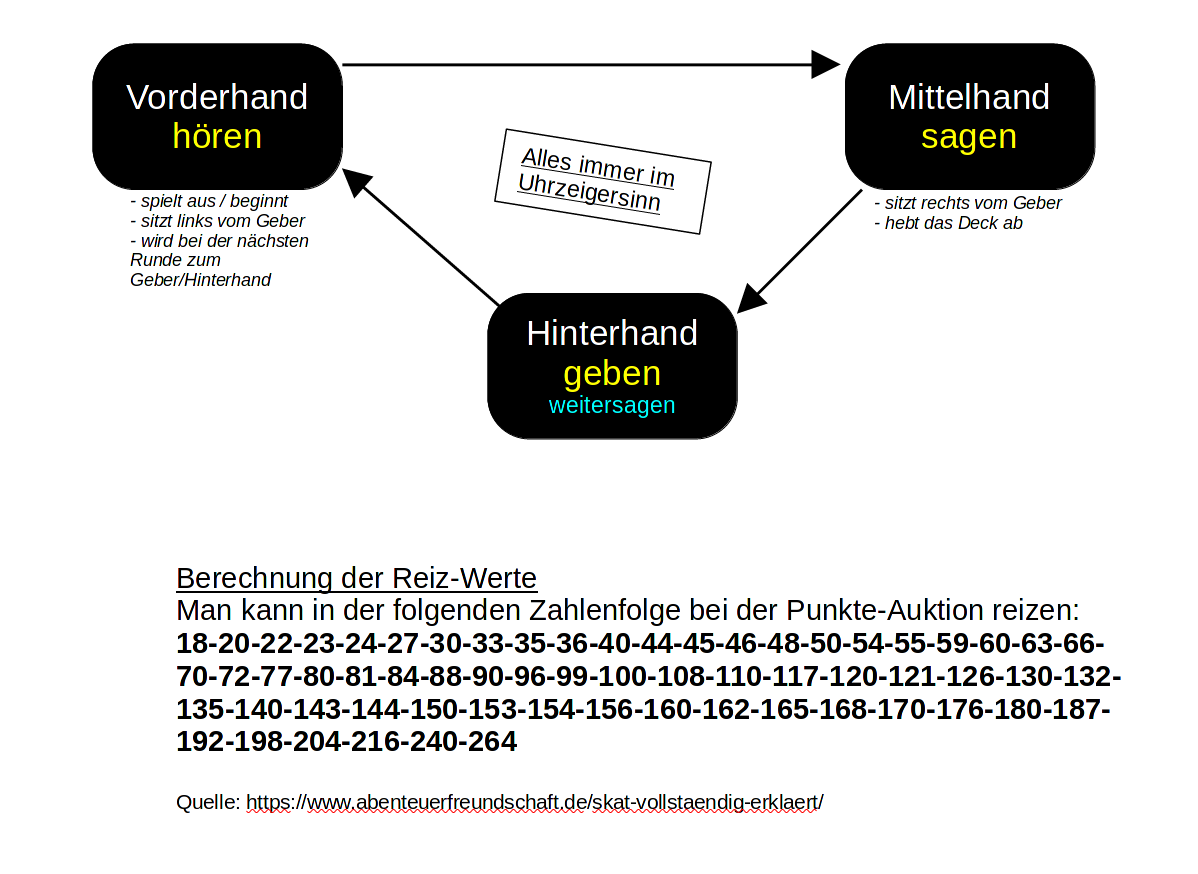 Vorderhand
hören
Mittelhand
sagen
Alles immer im
Uhrzeigersinn
- spielt aus / beginnt
- sitzt links vom Geber
- wird bei der nächsten
Runde zum
Geber/Hinterhand
- sitzt rechts vom Geber
- hebt das Deck ab
Hinterhand
geben
weitersagen
Berechnung der Reiz-Werte
Man kann in der folgenden Zahlenfolge bei der Punkte-Auktion reizen:
18-20-22-23-24-27-30-33-35-36-40-44-45-46-48-50-54-55-59-60-63-66-
70-72-77-80-81-84-88-90-96-99-100-108-110-117-120-121-126-130-132-
135-140-143-144-150-153-154-156-160-162-165-168-170-176-180-187-
192-198-204-216-240-264
Quelle: https://www.abenteuerfreundschaft.de/skat-vollstaendig-erklaert/